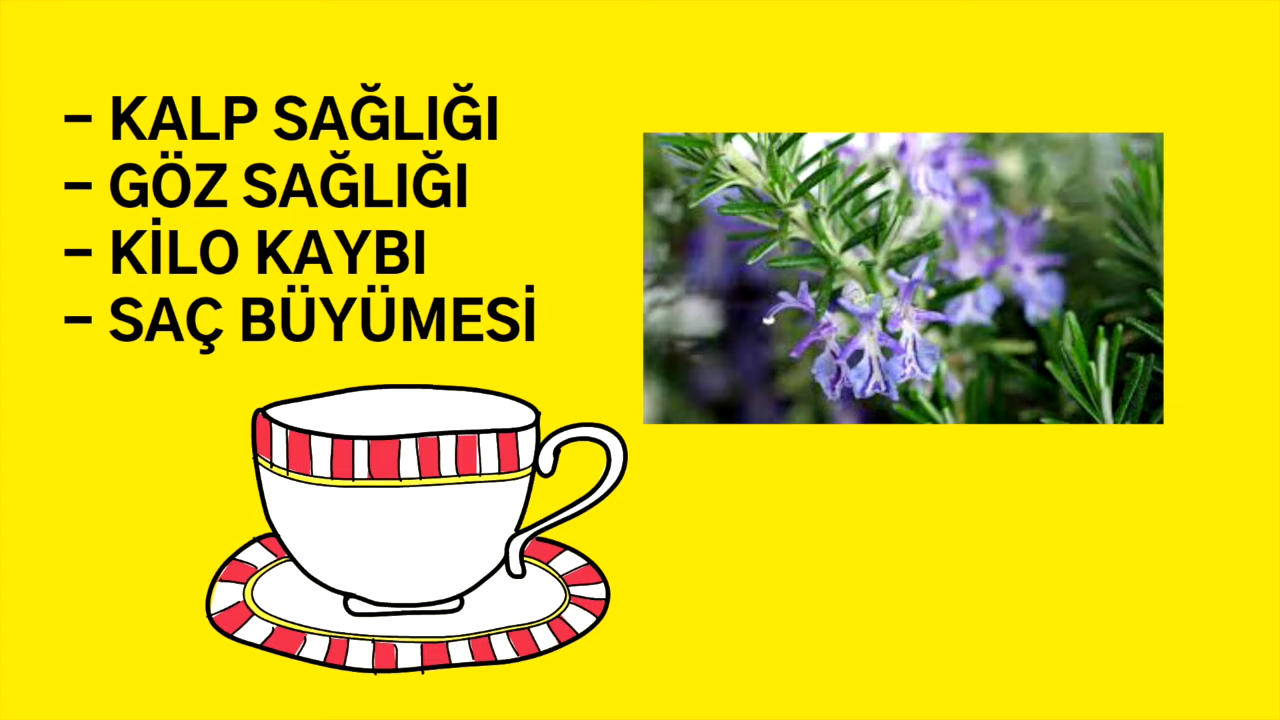 - KALP SAĞLIĞI
- GÖZ SAĞLIĞI
- KİLO KAYBI
- SAÇ BÜYÜMESİ